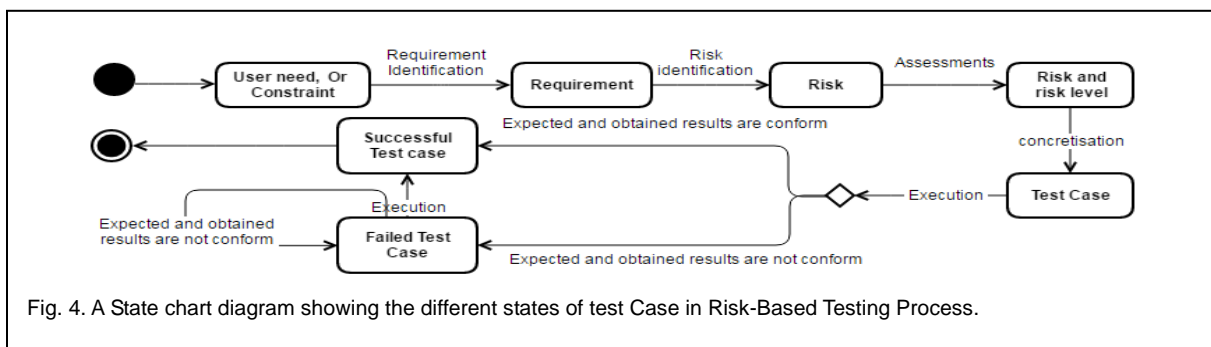 Requirement
Identification
Risk
identification
Assessments
User need, Or
Constraint
Requirement
Risk
Risk and
risk level
Expected and obtained results are conform
Successful
Test case
concretisation
Execution
Test Case
Execution
Expected and obtained
results are not conform
Failed Test
Case
Expected and obtained results are not conform
Fig. 4. A State chart diagram showing the different states of test Case in Risk-Based Testing Process.